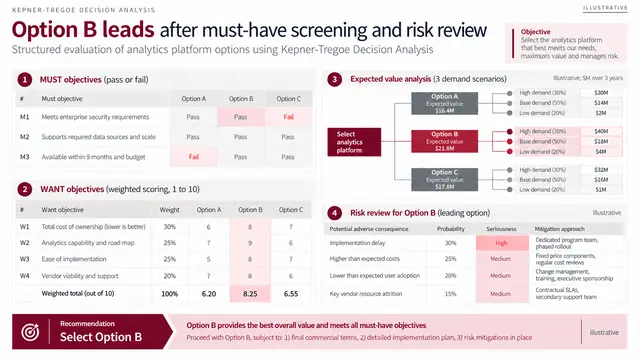 KEPNER-TREGOE DECISION ANALYSIS
ILLUSTRATIVE
Option B leads after must-have screening and risk review
Structured evaluation of analytics platform options using Kepner-Tregoe Decision Analysis
Objective
Select the analytics platform
that best meets our needs,
maximizes value and manages risk.
1 MUST objectives (pass or fail)
# Must objective Option A Option B Option C
M1 Meets enterprise security requirements Pass Pass Fail
M2 Supports required data sources and scale Pass Pass Pass
M3 Available within 9 months and budget Fail Pass Pass
2 WANT objectives (weighted scoring, 1 to 10)
# Want objective Weight Option A Option B Option C
W1 Total cost of ownership (lower is better) 30% 6 8 7
W2 Analytics capability and road map 25% 7 9 6
W3 Ease of implementation 25% 5 8 7
W4 Vendor viability and support 20% 7 8 6
Weighted total (out of 10) 100% 6.20 8.25 6.55
3 Expected value analysis (3 demand scenarios) Illustrative, $M over 3 years
Select
analytics
platform
Option A
Expected value
$16.4M
High demand (30%) $30M
Base demand (50%) $14M
Low demand (20%) $2M
Option B
Expected value
$21.8M
High demand (30%) $40M
Base demand (50%) $18M
Low demand (20%) $4M
Option C
Expected value
$17.8M
High demand (30%) $32M
Base demand (50%) $16M
Low demand (20%) $1M
4 Risk review for Option B (leading option) Illustrative
Potential adverse consequence Probability Seriousness Mitigation approach
Implementation delay 30% High Dedicated program team,
phased rollout
Higher than expected costs 25% Medium Fixed price components,
regular cost reviews
Lower than expected user adoption 20% Medium Change management,
training, executive sponsorship
Key vendor resource attrition 15% Medium Contractual SLAs,
secondary support team
Recommendation
Select Option B
Option B provides the best overall value and meets all must-have objectives
Proceed with Option B, subject to: 1) final commercial terms, 2) detailed implementation plan, 3) risk mitigations in place
Illustrative